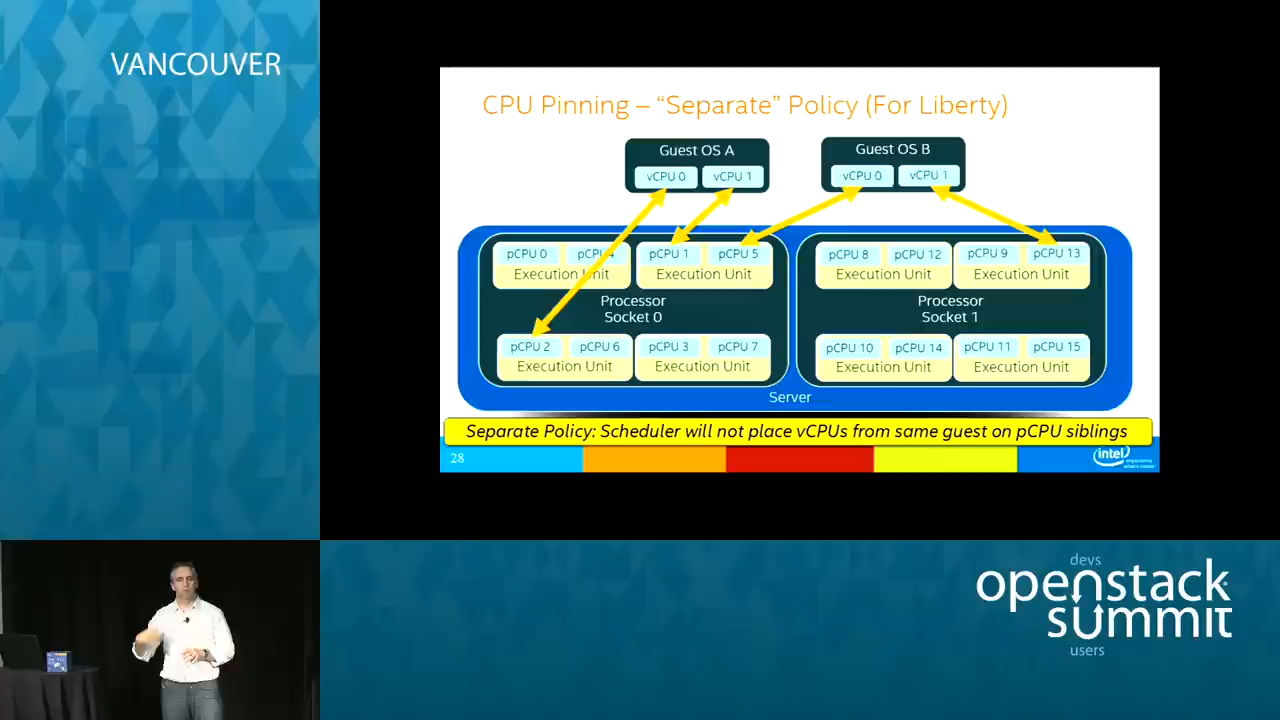 VANCOUVER
CPU Pinning – “Separate” Policy (For Liberty)
Guest OS A
vCPU 0 vCPU 1
Guest OS B
vCPU 0 vCPU 1
pCPU 0 pCPU 4 pCPU 1 pCPU 5
Execution Unit Execution Unit
Processor
Socket 0
pCPU 2 pCPU 6 pCPU 3 pCPU 7
Execution Unit Execution Unit
pCPU 8 pCPU 12 pCPU 9 pCPU 13
Execution Unit Execution Unit
Processor
Socket 1
pCPU 10 pCPU 14 pCPU 11 pCPU 15
Execution Unit Execution Unit
Server
Separate Policy: Scheduler will not place vCPUs from same guest on pCPU siblings
28
intel
devs
openstack
summit
users